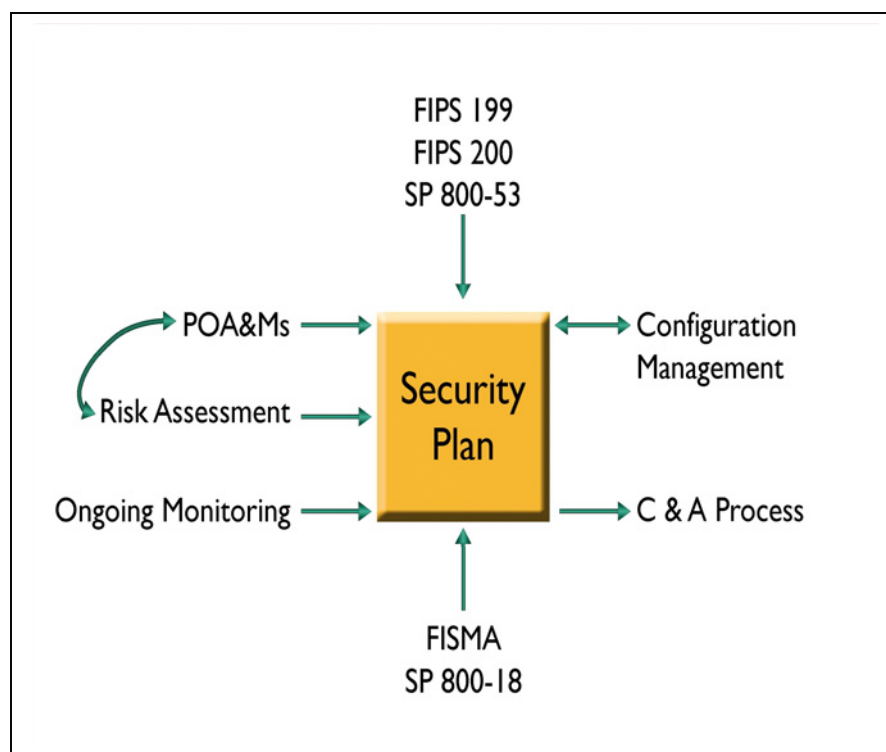 FIPS 199
FIPS 200
SP 800-53
POA&Ms
Configuration
Management
Security
Plan
Risk Assessment
Ongoing Monitoring
C & A Process
FISMA
SP 800-18